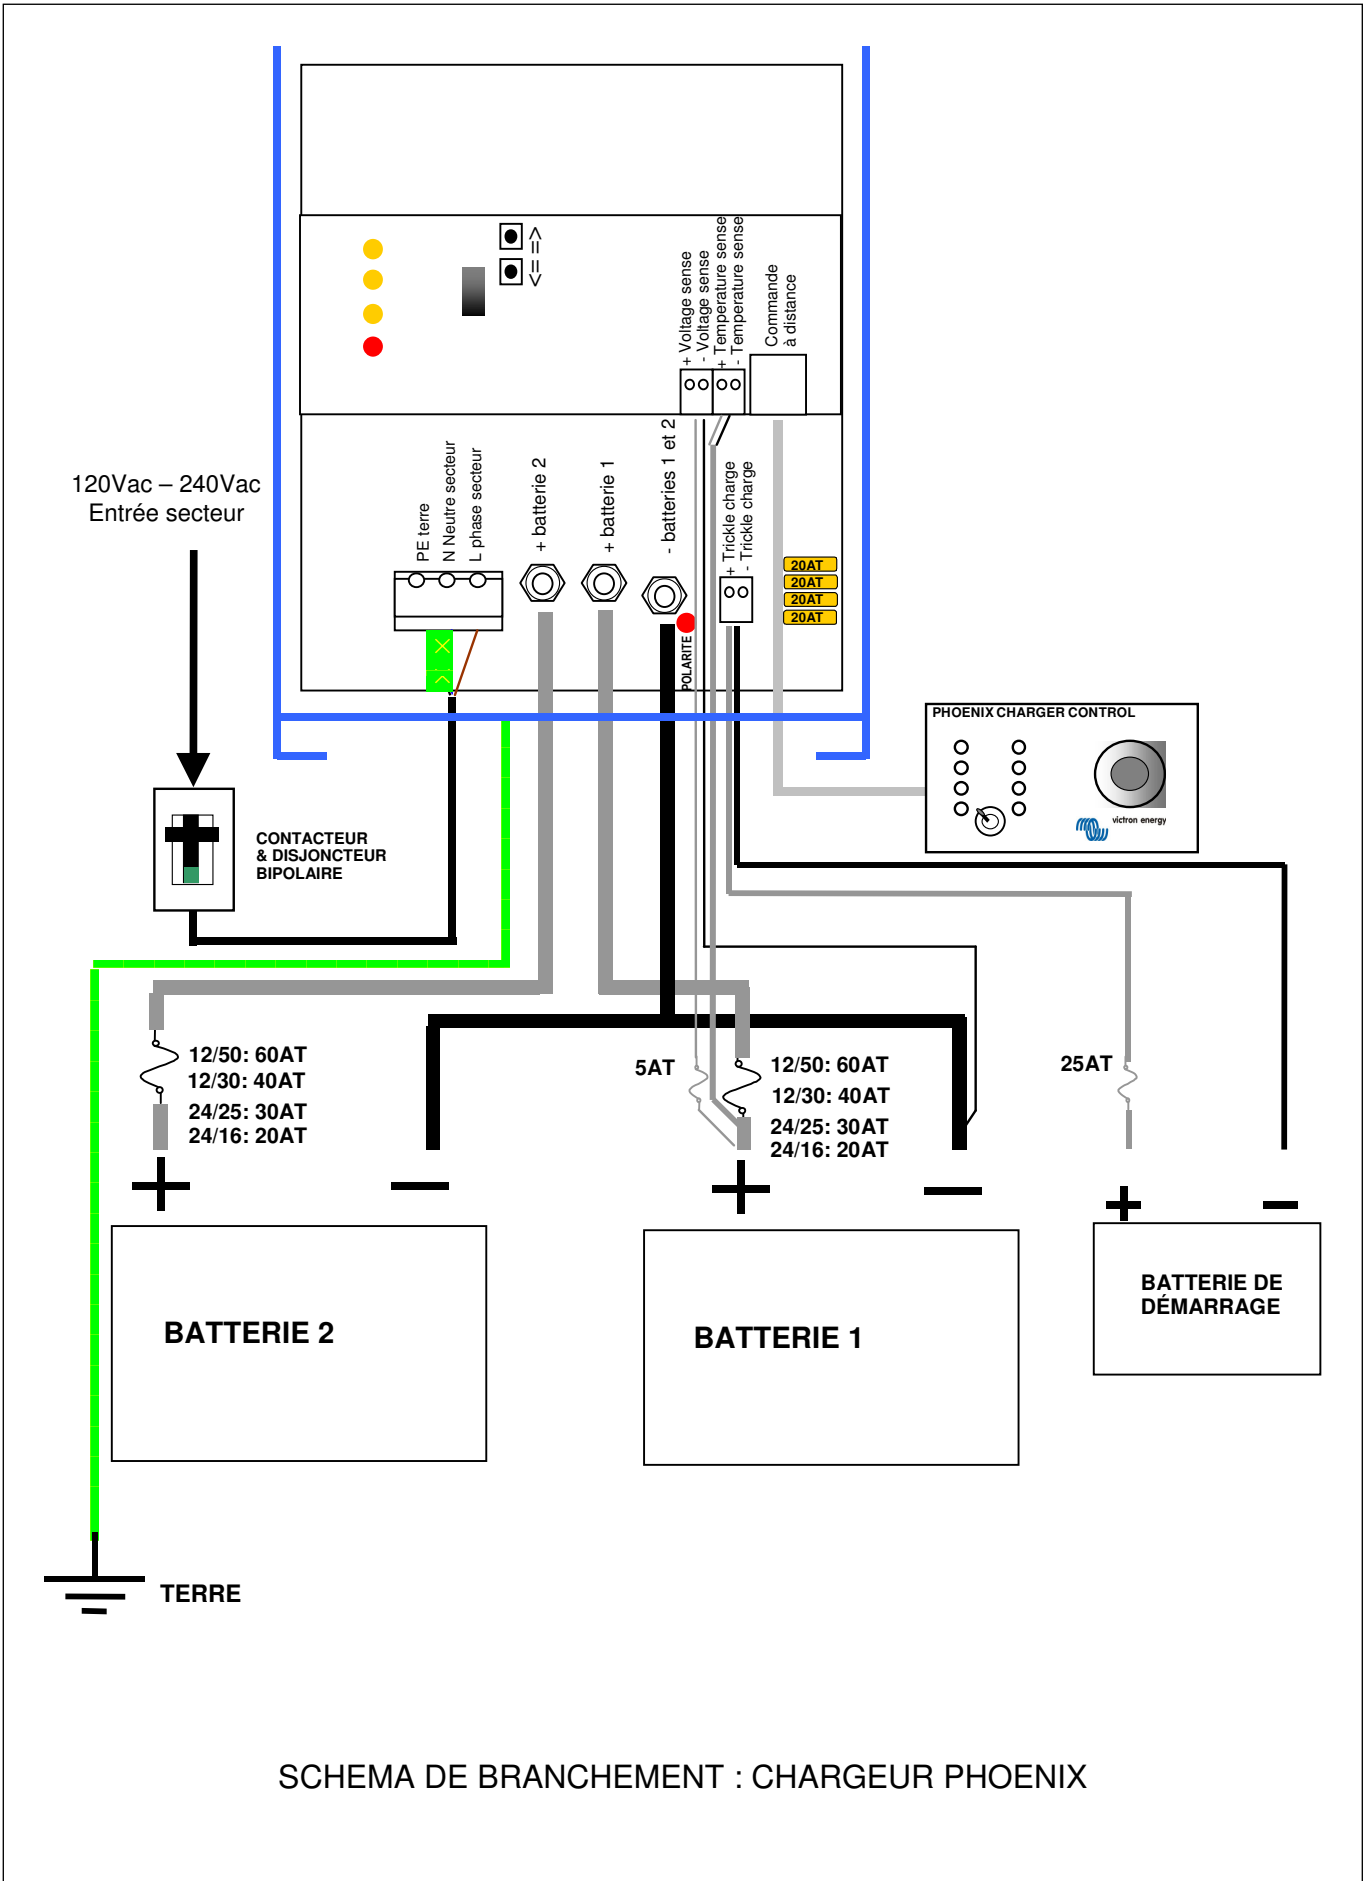 <= =>
+ Voltage sense
- Voltage sense
+ Temperature sense
- Temperature sense
Commande
à distance
120Vac – 240Vac
Entrée secteur
PE terre
N Neutre secteur
L phase secteur
+ batterie 2
+ batterie 1
- batteries 1 et 2
+ Trickle charge
- Trickle charge
20AT
20AT
20AT
20AT
POLARITE
PHOENIX CHARGER CONTROL
victron energy
CONTACTEUR
& DISJONCTEUR
BIPOLAIRE
12/50: 60AT
12/30: 40AT
24/25: 30AT
24/16: 20AT
5AT
12/50: 60AT
12/30: 40AT
24/25: 30AT
24/16: 20AT
25AT
BATTERIE 2
BATTERIE 1
BATTERIE DE
DÉMARRAGE
TERRE
SCHEMA DE BRANCHEMENT : CHARGEUR PHOENIX